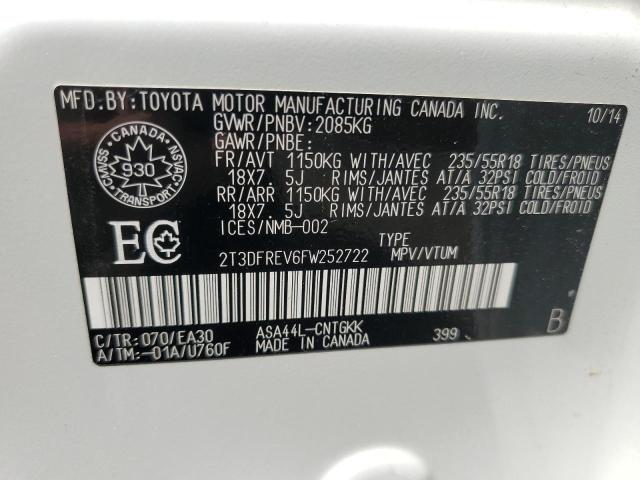 MFD.BY:TOYOTA MOTOR MANUFACTURING CANADA INC. 10/14
GVWR/PNBV:2085KG
GAWR/PNBE:
FR/AVT 1150KG WITH/AVEC 235/55R18 TIRES/PNEUS
18X7.5J RIMS/JANTES AT/A 32PSI COLD/FROID
RR/ARR 1150KG WITH/AVEC 235/55R18 TIRES/PNEUS
18X7.5J RIMS/JANTES AT/A 32PSI COLD/FROID
ICES/NMB-002
CANADA
CMVSS 930 NSVAC
TRANSPORT
EC
TYPE
2T3DFREV6FW252722 MPV/VTUM
C/TR:070/EA30 ASA44L-CNTGKK 399 B
A/TM:-01A/U760F MADE IN CANADA